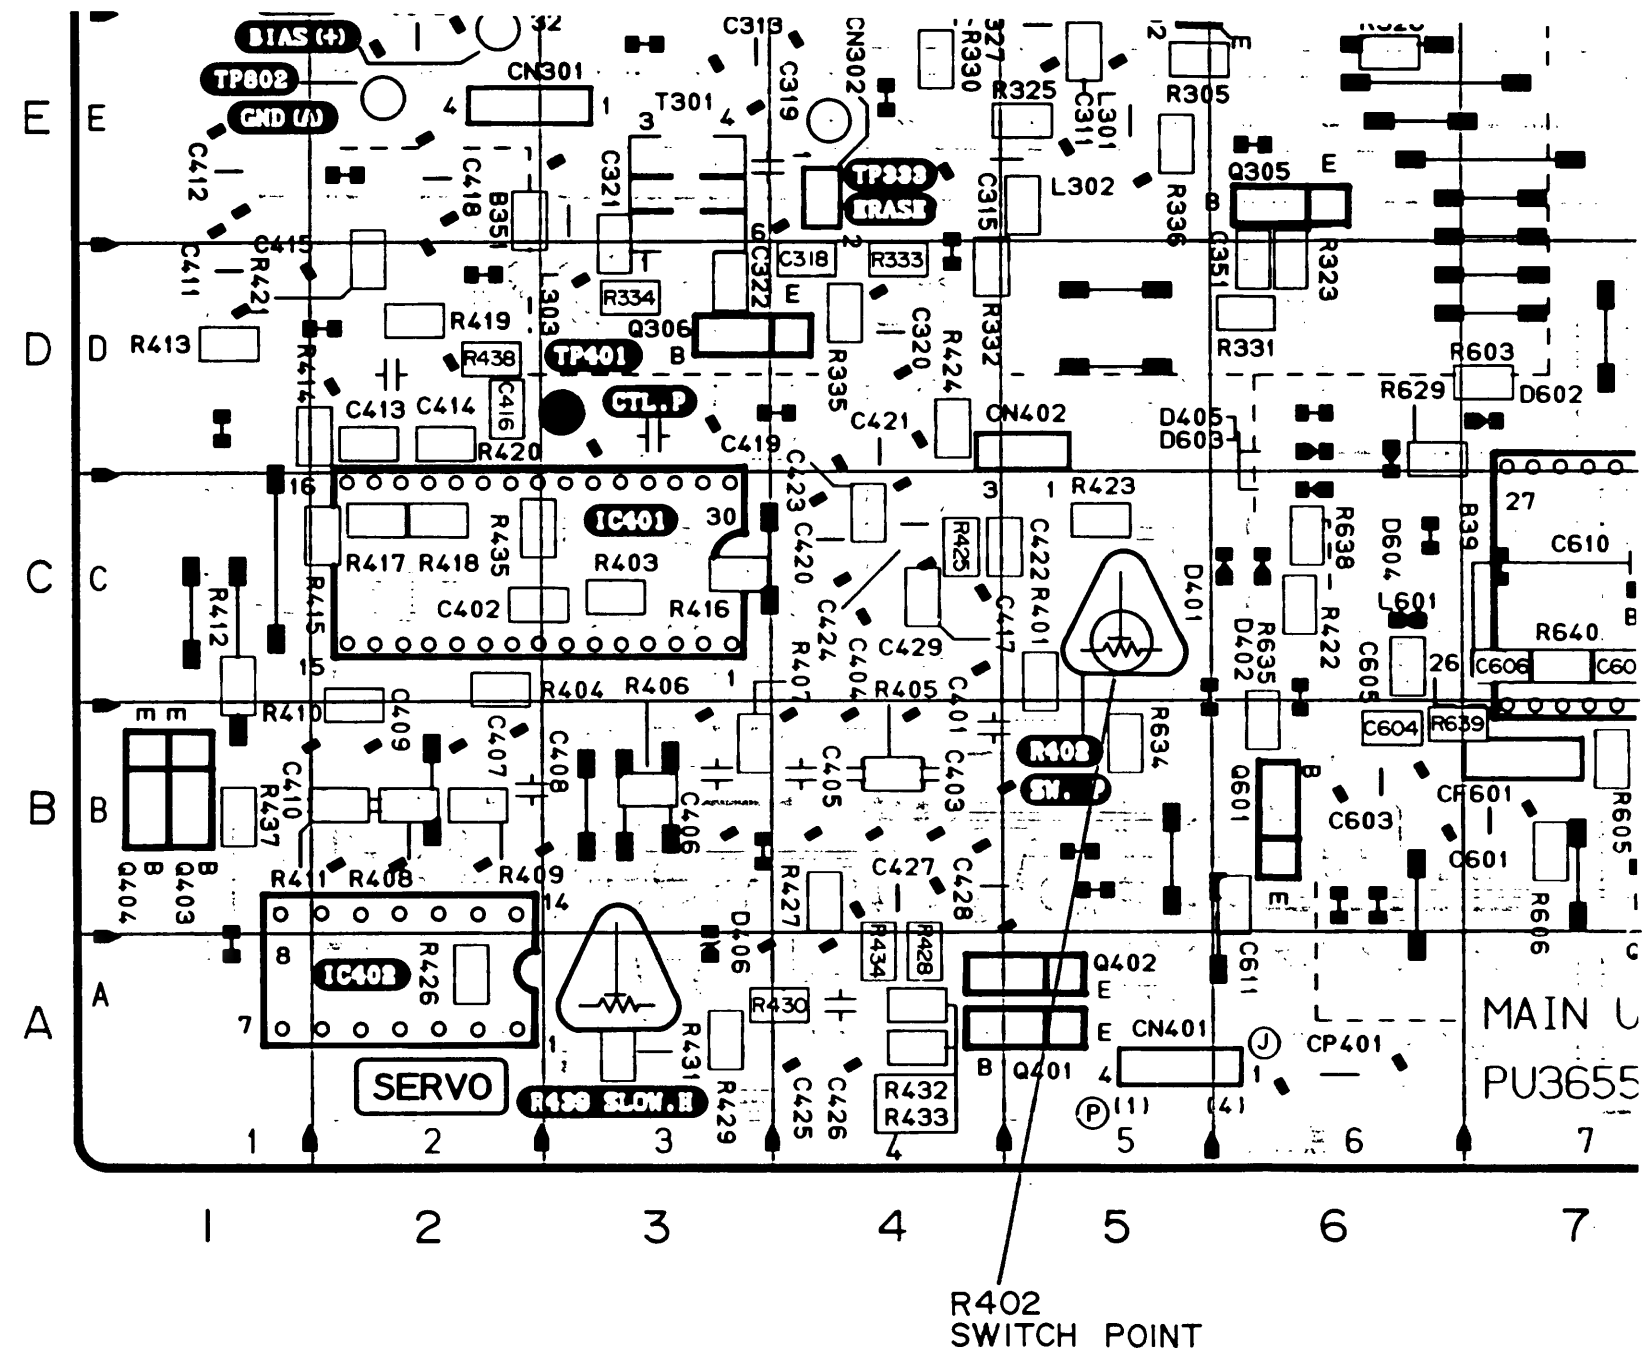 BIAS (+)
32
C313
CN302
R330
327
2
E
TP802
CN301
C319
R325
R305
GND (⏊)
4
1
T301
3
4
C311
L301
E
E
C412
C418
B351
C321
1
TP333
ERASE
C315
L302
R336
Q305
E
B
C415
6
2
C411
CR421
L303
R334
C322
C318
R333
E
R332
C351
R323
R413
R419
Q306
B
C320
R331
D
D
R414
R438
TP401
R335
R424
R603
C413
C414
C416
CTL.P
C421
CN402
D405
D603
R629
D602
R420
C419
C423
3
1
R423
16
IC401
30
27
R417
R418
R435
R403
C420
R425
C422
R638
D604
B39
C610
C
C
R412
R415
C402
R416
C424
C404
C429
C417
R401
D401
D402
R635
R422
L601
C605
26
R640
B
C606
C60
15
1
R407
R404
R406
R405
C401
R410
C409
C407
C408
E
E
R402
SW. P
R634
C604
R639
B
B
C410
R437
C406
C405
C403
Q601
B
C603
CF601
R605
Q404
B
Q403
B
R411
R408
R409
R427
C427
C428
E
C601
R606
14
8
IC402
R426
D406
R434
R428
Q402
E
C611
A
A
7
1
R431
R430
E
CN401
J
CP401
MAIN
SERVO
R439 SLOW.H
R429
C425
C426
R432
R433
B
Q401
4
1
P
(1)
(4)
PU3655
1
2
3
4
5
6
7
1
2
3
4
5
6
7
R402
SWITCH POINT